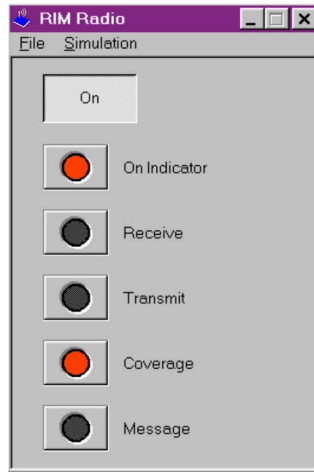 RIM Radio
File Simulation
On
On Indicator
Receive
Transmit
Coverage
Message